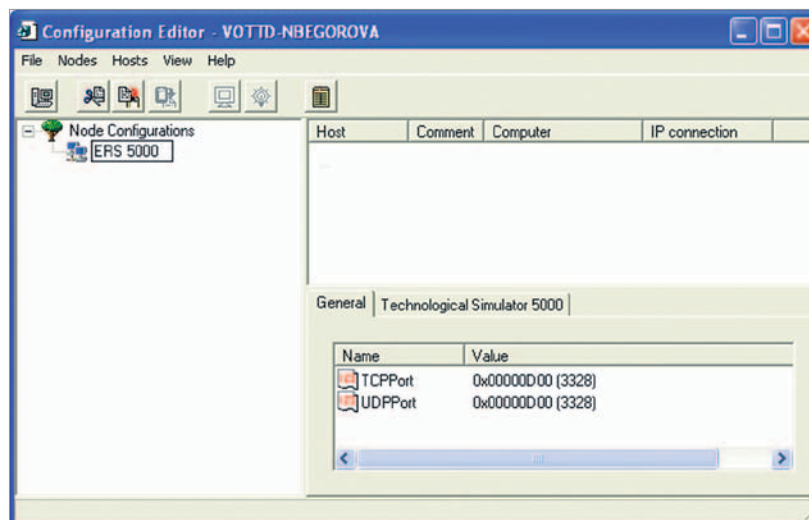 Configuration Editor - VOTTD-NBEGOROVA
File Nodes Hosts View Help
Node Configurations
ERS 5000
Host Comment Computer IP connection
General Technological Simulator 5000
Name Value
TCPPort 0x00000D00 (3328)
UDPPort 0x00000D00 (3328)